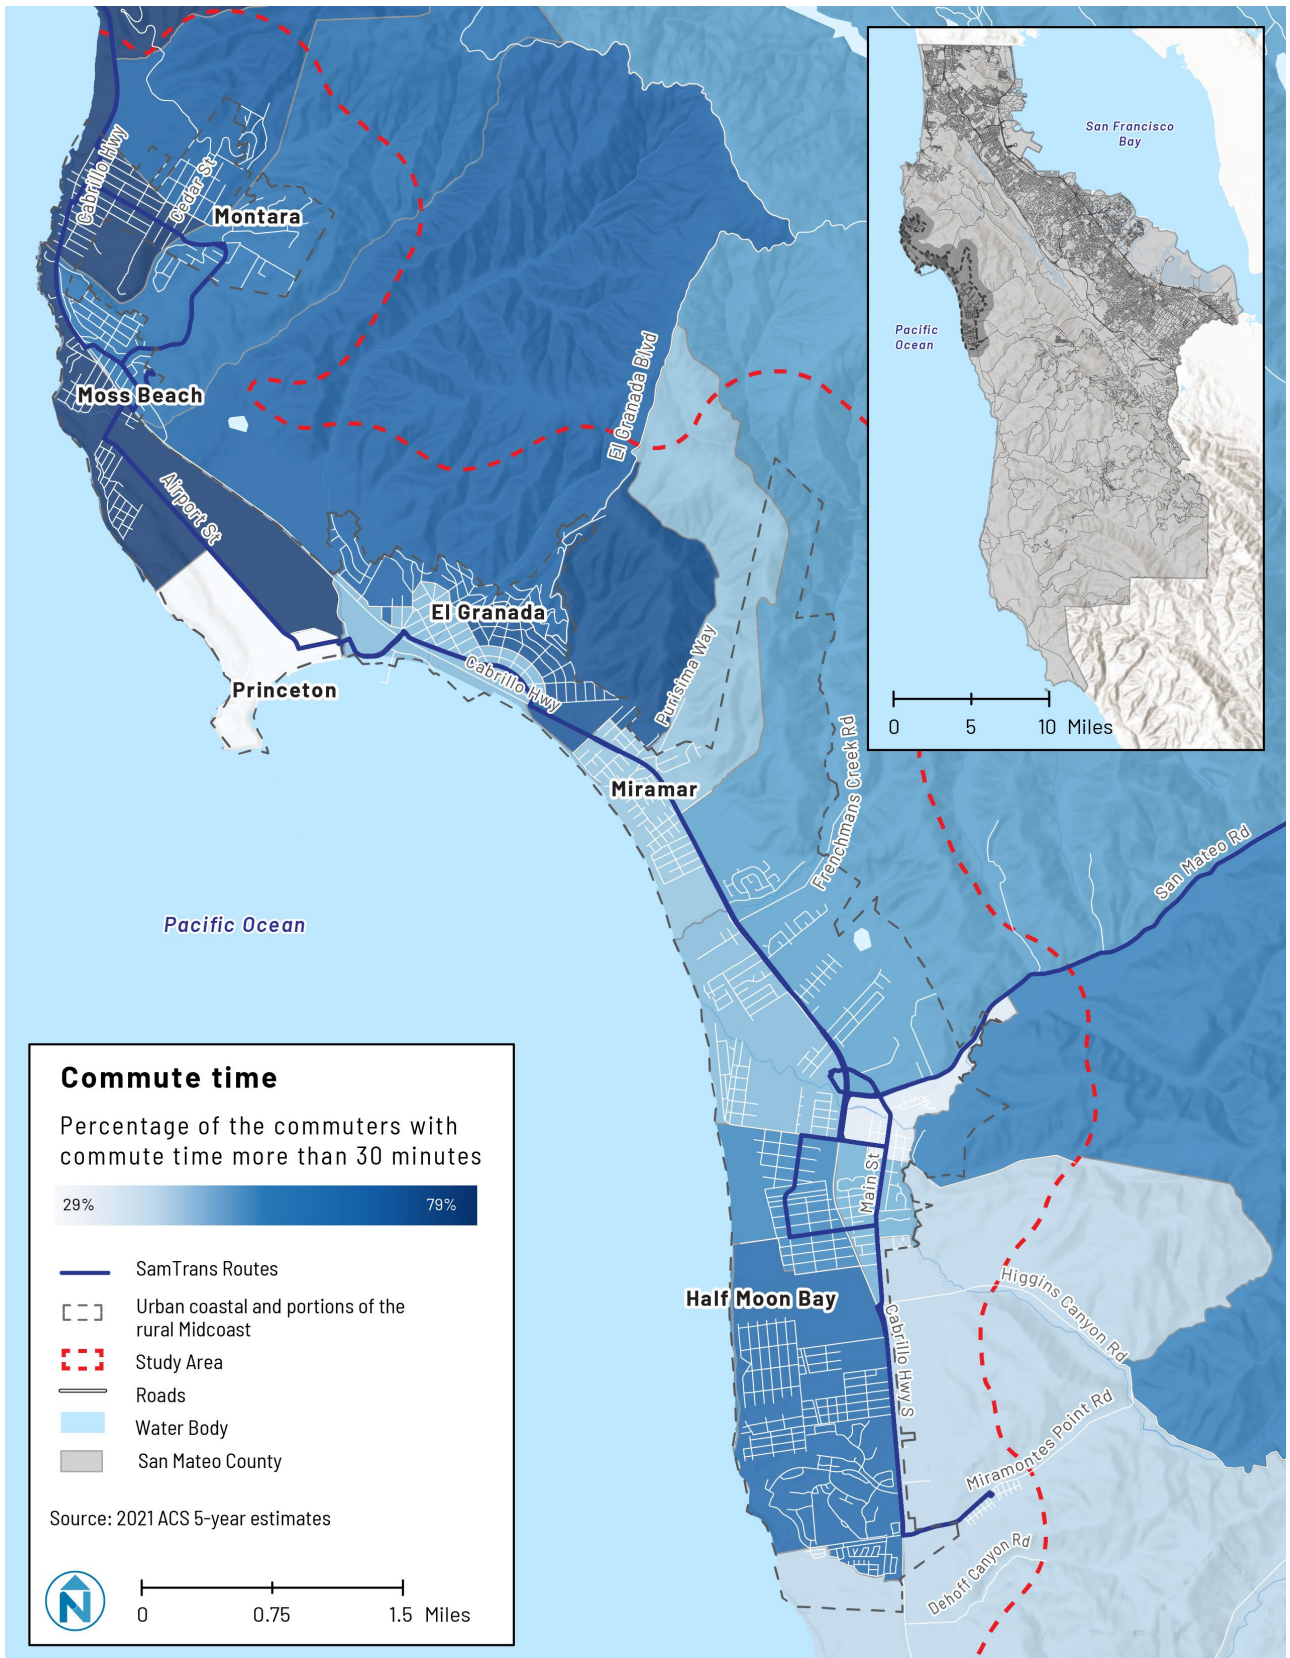 San Francisco
Bay
Pacific
Ocean
0 5 10 Miles
Cabrillo Hwy
Cedar St
Montara
Moss Beach
El Granada Blvd
Airport St
El Granada
Cabrillo Hwy
Purisima Way
Princeton
Miramar
Frenchmans Creek Rd
San Mateo Rd
Pacific Ocean
Main St
Half Moon Bay
Higgins Canyon Rd
Cabrillo Hwy S
Miramontes Point Rd
Dehoff Canyon Rd
Commute time
Percentage of the commuters with
commute time more than 30 minutes
29% 79%
SamTrans Routes
Urban coastal and portions of the
rural Midcoast
Study Area
Roads
Water Body
San Mateo County
Source: 2021 ACS 5-year estimates
N
0 0.75 1.5 Miles